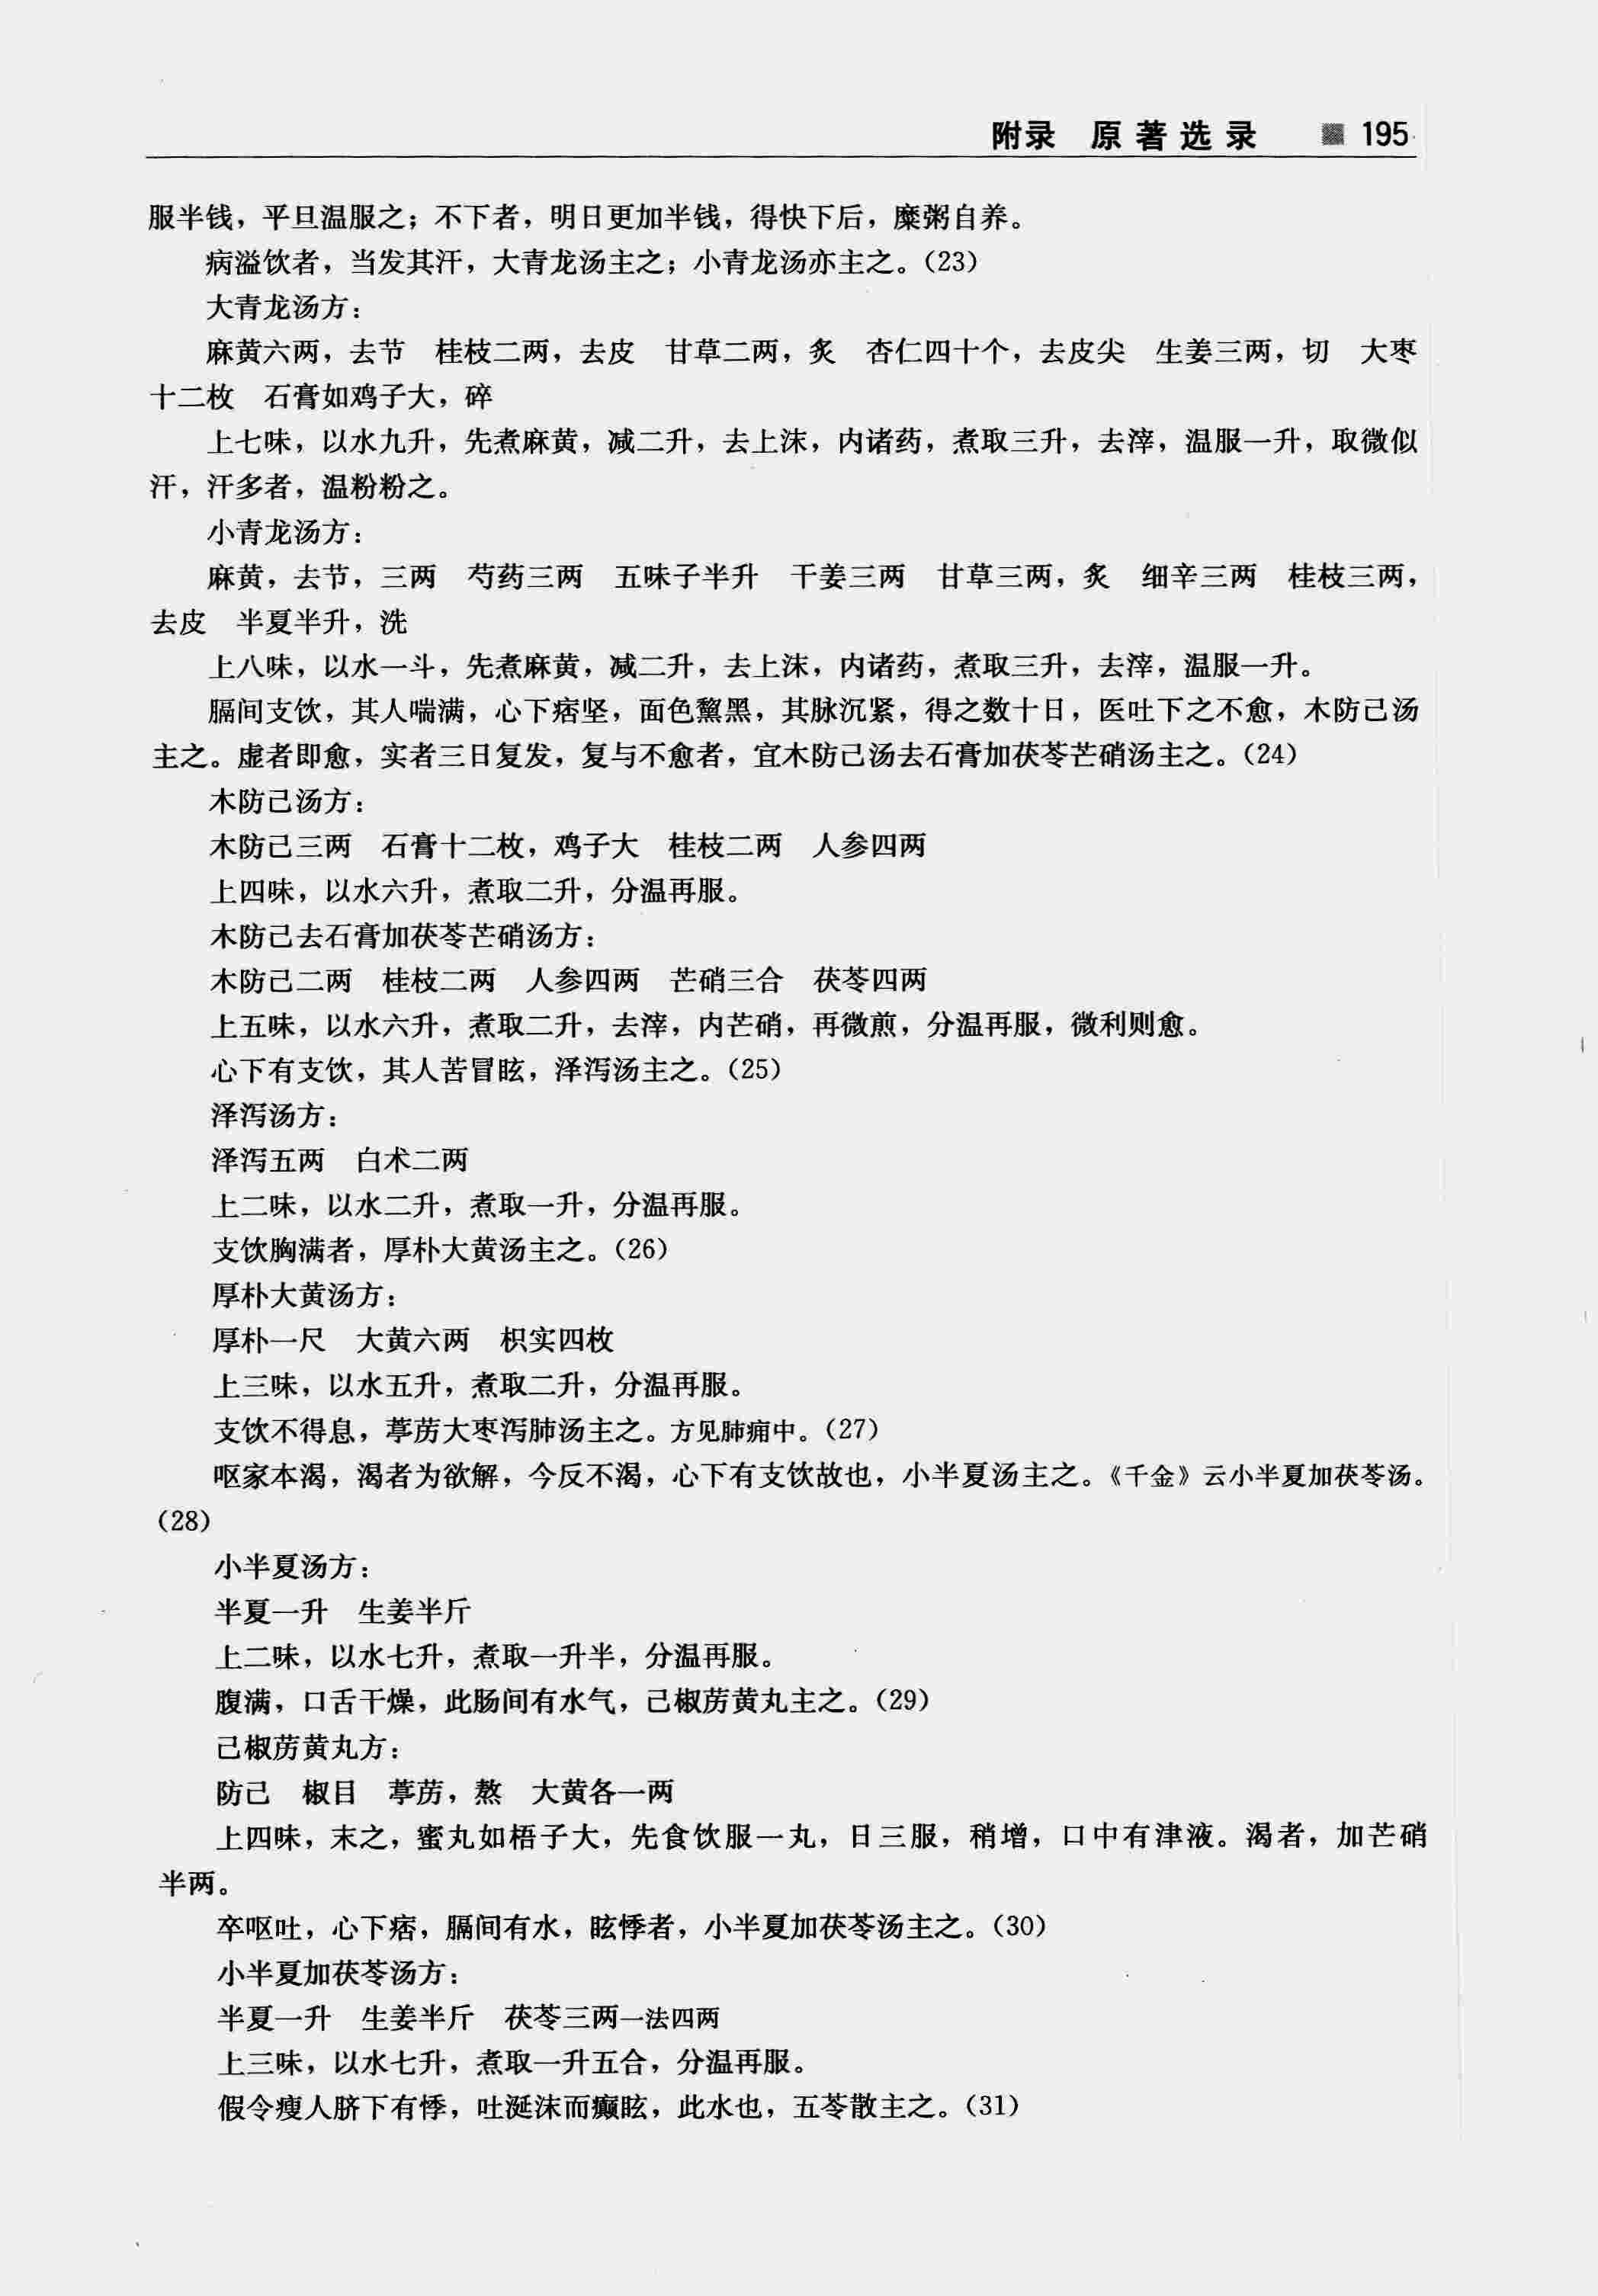 附录　原著选录　195
服半钱，平旦温服之；不下者，明日更加半钱，得快下后，糜粥自养。
病溢饮者，当发其汗，大青龙汤主之；小青龙汤亦主之。（23）
大青龙汤方：
麻黄六两，去节　桂枝二两，去皮　甘草二两，炙　杏仁四十个，去皮尖　生姜三两，切　大枣
十二枚　石膏如鸡子大，碎
上七味，以水九升，先煮麻黄，减二升，去上沫，内诸药，煮取三升，去滓，温服一升，取微似
汗，汗多者，温粉粉之。
小青龙汤方：
麻黄，去节，三两　芍药三两　五味子半升　干姜三两　甘草三两，炙　细辛三两　桂枝三两，
去皮　半夏半升，洗
上八味，以水一斗，先煮麻黄，减二升，去上沫，内诸药，煮取三升，去滓，温服一升。
膈间支饮，其人喘满，心下痞坚，面色黧黑，其脉沉紧，得之数十日，医吐下之不愈，木防己汤
主之。虚者即愈，实者三日复发，复与不愈者，宜木防己汤去石膏加茯苓芒硝汤主之。（24）
木防己汤方：
木防己三两　石膏十二枚，鸡子大　桂枝二两　人参四两
上四味，以水六升，煮取二升，分温再服。
木防己去石膏加茯苓芒硝汤方：
木防己二两　桂枝二两　人参四两　芒硝三合　茯苓四两
上五味，以水六升，煮取二升，去滓，内芒硝，再微煎，分温再服，微利则愈。
心下有支饮，其人苦冒眩，泽泻汤主之。（25）
泽泻汤方：
泽泻五两　白术二两
上二味，以水二升，煮取一升，分温再服。
支饮胸满者，厚朴大黄汤主之。（26）
厚朴大黄汤方：
厚朴一尺　大黄六两　枳实四枚
上三味，以水五升，煮取二升，分温再服。
支饮不得息，葶苈大枣泻肺汤主之。方见肺痈中。（27）
呕家本渴，渴者为欲解，今反不渴，心下有支饮故也，小半夏汤主之。《千金》云小半夏加茯苓汤。
（28）
小半夏汤方：
半夏一升　生姜半斤
上二味，以水七升，煮取一升半，分温再服。
腹满，口舌干燥，此肠间有水气，己椒苈黄丸主之。（29）
己椒苈黄丸方：
防己　椒目　葶苈，熬　大黄各一两
上四味，末之，蜜丸如梧子大，先食饮服一丸，日三服，稍增，口中有津液。渴者，加芒硝
半两。
卒呕吐，心下痞，膈间有水，眩悸者，小半夏加茯苓汤主之。（30）
小半夏加茯苓汤方：
半夏一升　生姜半斤　茯苓三两一法四两
上三味，以水七升，煮取一升五合，分温再服。
假令瘦人脐下有悸，吐涎沫而癫眩，此水也，五苓散主之。（31）